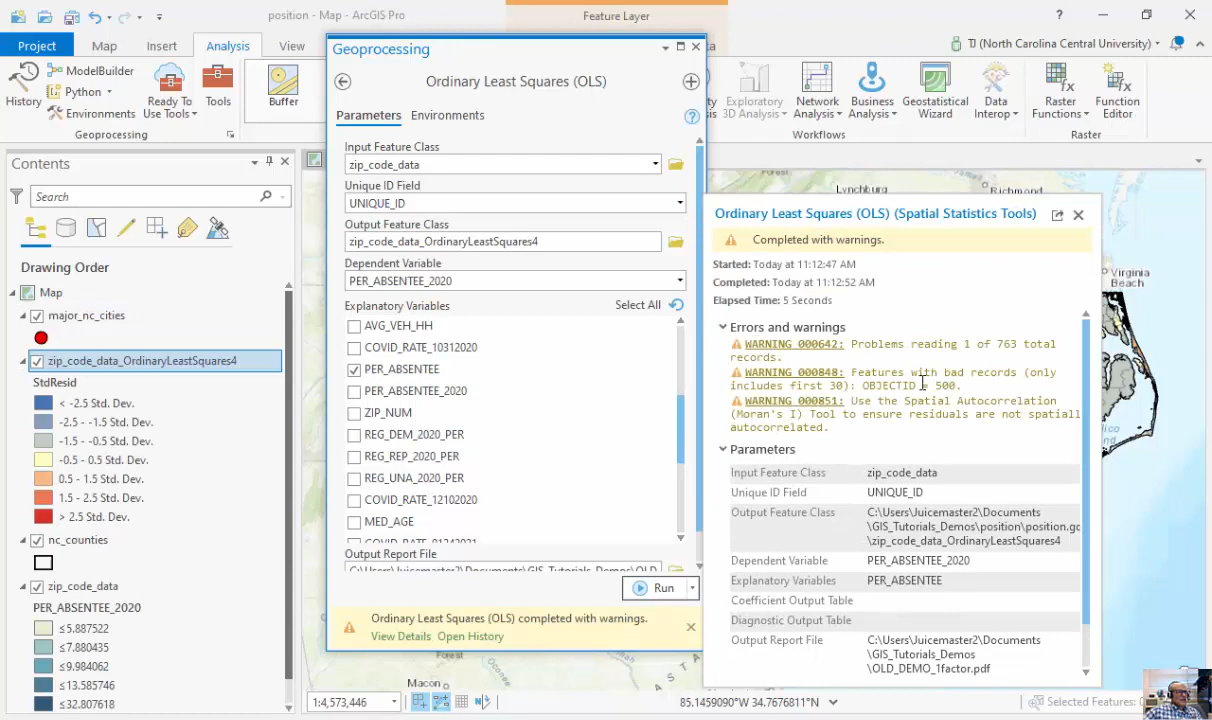 position - Map - ArcGIS Pro
Feature Layer
?
Project
Map
Insert
Analysis
View
TJ (North Carolina Central University)
History
ModelBuilder
Python
Environments
Ready To
Use Tools
Tools
Buffer
Geoprocessing
Exploratory
3D Analysis
Network
Analysis
Business
Analysis
Geostatistical
Wizard
Data
Interop
Workflows
Raster
Functions
Function
Editor
Raster
Contents
Search
Drawing Order
Map
major_nc_cities
zip_code_data_OrdinaryLeastSquares4
StdResid
< -2.5 Std. Dev.
-2.5 - -1.5 Std. Dev.
-1.5 - -0.5 Std. Dev.
-0.5 - 0.5 Std. Dev.
0.5 - 1.5 Std. Dev.
1.5 - 2.5 Std. Dev.
> 2.5 Std. Dev.
nc_counties
zip_code_data
PER_ABSENTEE_2020
≤5.887522
≤7.880435
≤9.984062
≤13.585746
≤32.807618
Geoprocessing
Ordinary Least Squares (OLS)
Parameters
Environments
?
Input Feature Class
zip_code_data
Unique ID Field
UNIQUE_ID
Output Feature Class
zip_code_data_OrdinaryLeastSquares4
Dependent Variable
PER_ABSENTEE_2020
Explanatory Variables
Select All
AVG_VEH_HH
COVID_RATE_10312020
PER_ABSENTEE
PER_ABSENTEE_2020
ZIP_NUM
REG_DEM_2020_PER
REG_REP_2020_PER
REG_UNA_2020_PER
COVID_RATE_12102020
MED_AGE
Output Report File
Run
Ordinary Least Squares (OLS) completed with warnings.
View Details Open History
Lynchburg
Richmond
Virginia
Beach
Ordinary Least Squares (OLS) (Spatial Statistics Tools)
Completed with warnings.
Started: Today at 11:12:47 AM
Completed: Today at 11:12:52 AM
Elapsed Time: 5 Seconds
Errors and warnings
WARNING 000642: Problems reading 1 of 763 total
records.
WARNING 000848: Features with bad records (only
includes first 30): OBJECTID = 500.
WARNING 000851: Use the Spatial Autocorrelation
(Moran's I) Tool to ensure residuals are not spatiall
autocorrelated.
Parameters
Input Feature Class zip_code_data
Unique ID Field UNIQUE_ID
Output Feature Class C:\Users\Juicemaster2\Documents
\GIS_Tutorials_Demos\position\position.gc
\zip_code_data_OrdinaryLeastSquares4
Dependent Variable PER_ABSENTEE_2020
Explanatory Variables PER_ABSENTEE
Coefficient Output Table
Diagnostic Output Table
Output Report File C:\Users\Juicemaster2\Documents
\GIS_Tutorials_Demos
\OLD_DEMO_1factor.pdf
Macon
1:4,573,446
85.1459090°W 34.7676811°N
Selected Features: